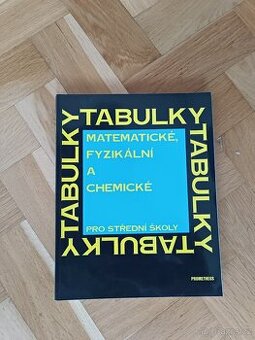 TABULKY
TABULKY
TABULKY
TABULKY
MATEMATICKÉ,
FYZIKÁLNÍ
A
CHEMICKÉ
PRO STŘEDNÍ ŠKOLY
PROMETHEUS